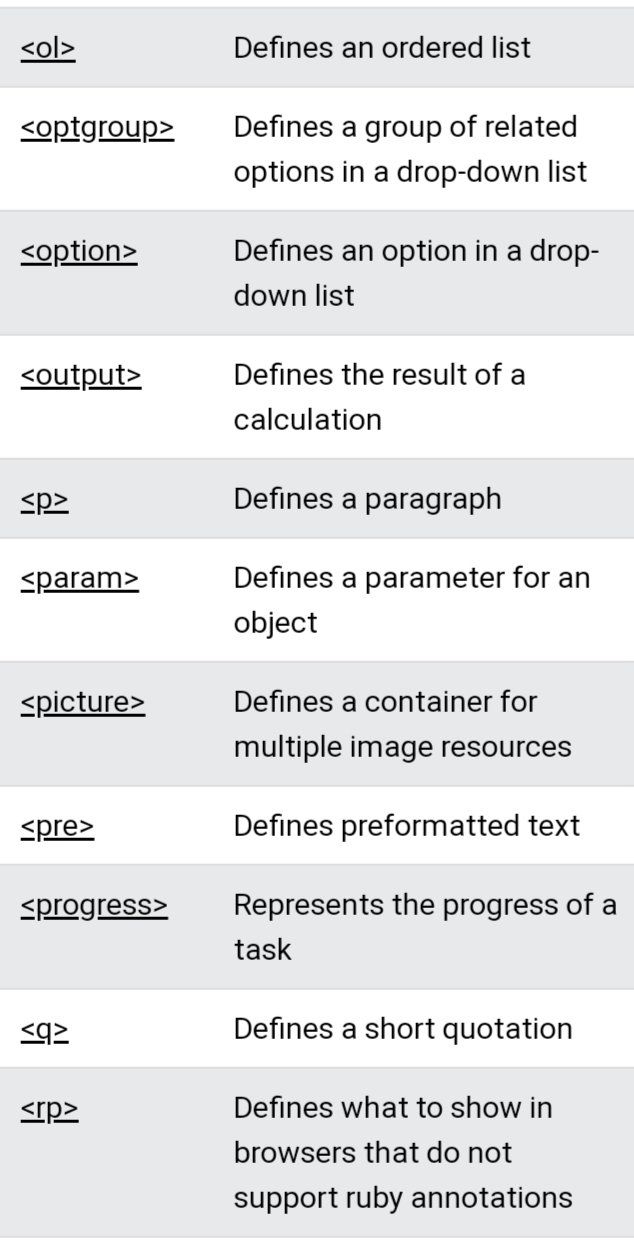 <ol> Defines an ordered list
<optgroup> Defines a group of related
options in a drop-down list
<option> Defines an option in a drop-
down list
<output> Defines the result of a
calculation
<p> Defines a paragraph
<param> Defines a parameter for an
object
<picture> Defines a container for
multiple image resources
<pre> Defines preformatted text
<progress> Represents the progress of a
task
<q> Defines a short quotation
<rp> Defines what to show in
browsers that do not
support ruby annotations